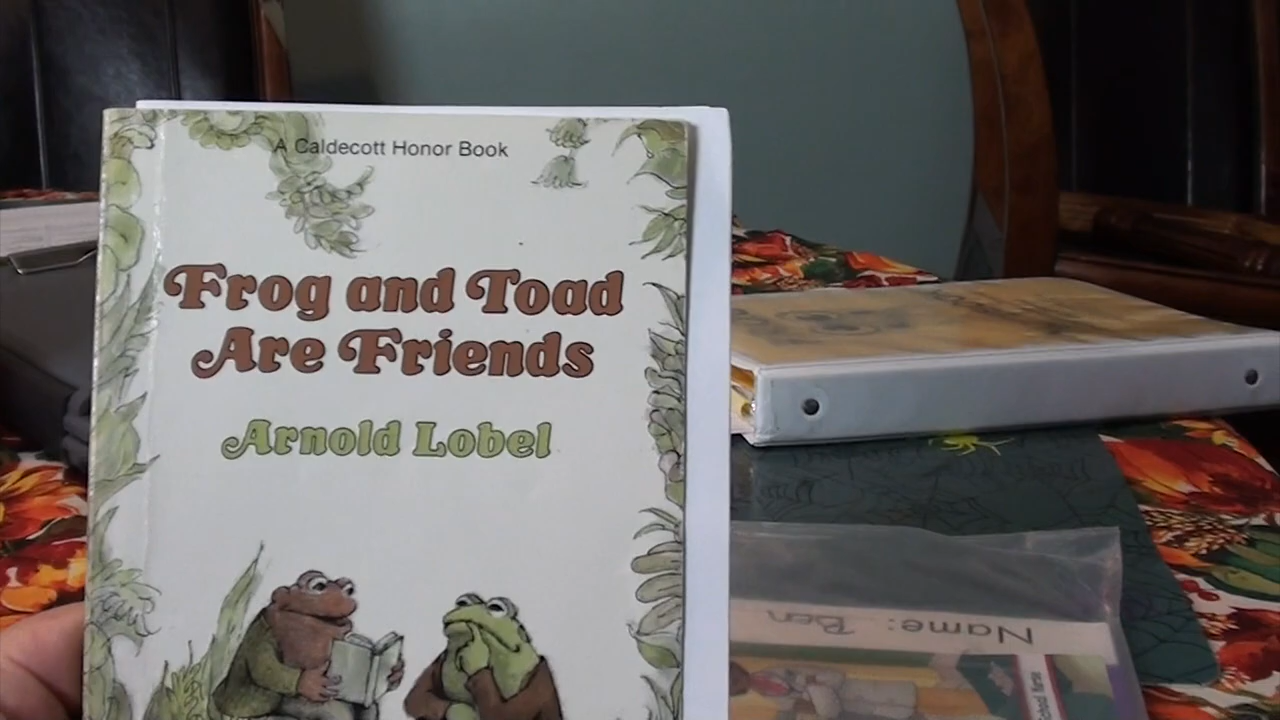 A Caldecott Honor Book
Frog and Toad
Are Friends
Arnold Lobel
Name: Ben